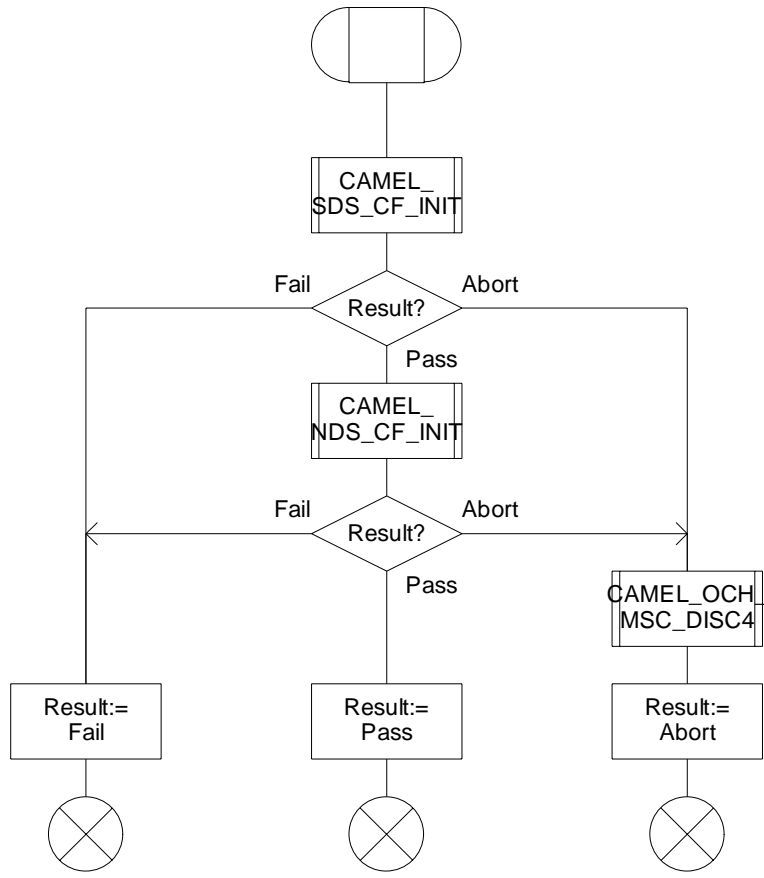 CAMEL_
SDS_CF_INIT
Fail
Abort
Result?
Pass
CAMEL_
NDS_CF_INIT
Fail
Abort
Result?
Pass
CAMEL_OCH_
MSC_DISC4
Result:=
Fail
Result:=
Pass
Result:=
Abort